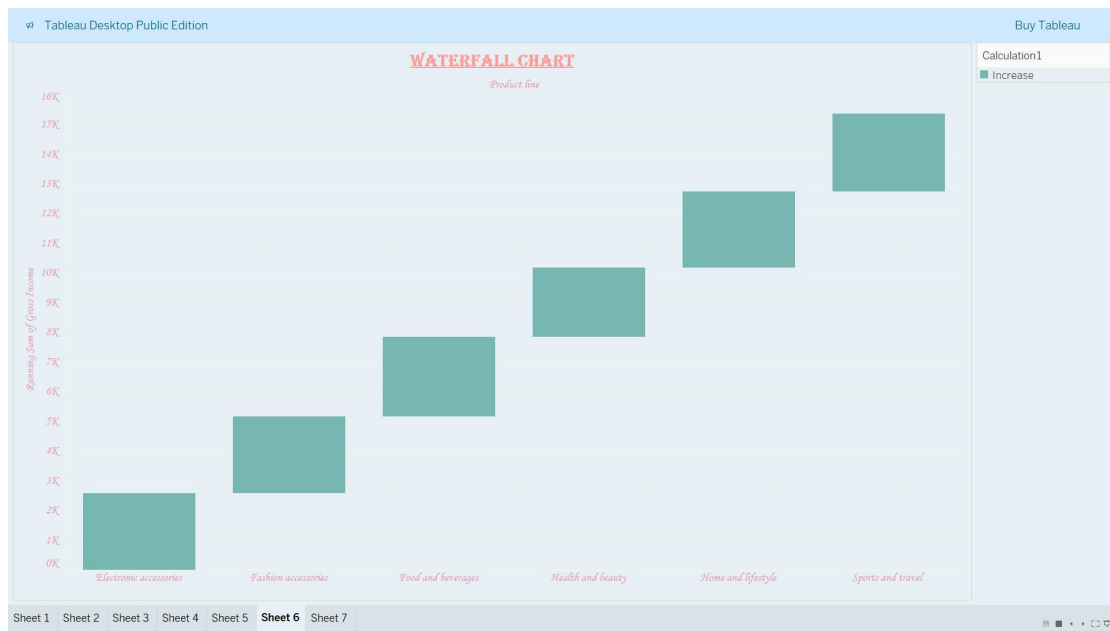 Tableau Desktop Public Edition
Buy Tableau
WATERFALL CHART
Calculation1
Increase
Product line
16K
15K
14K
13K
12K
11K
10K
9K
8K
7K
6K
5K
4K
3K
2K
1K
0K
Running Sum of Gross Income
Electronic accessories Fashion accessories Food and beverages Health and beauty Home and lifestyle Sports and travel
Sheet 1 Sheet 2 Sheet 3 Sheet 4 Sheet 5 Sheet 6 Sheet 7